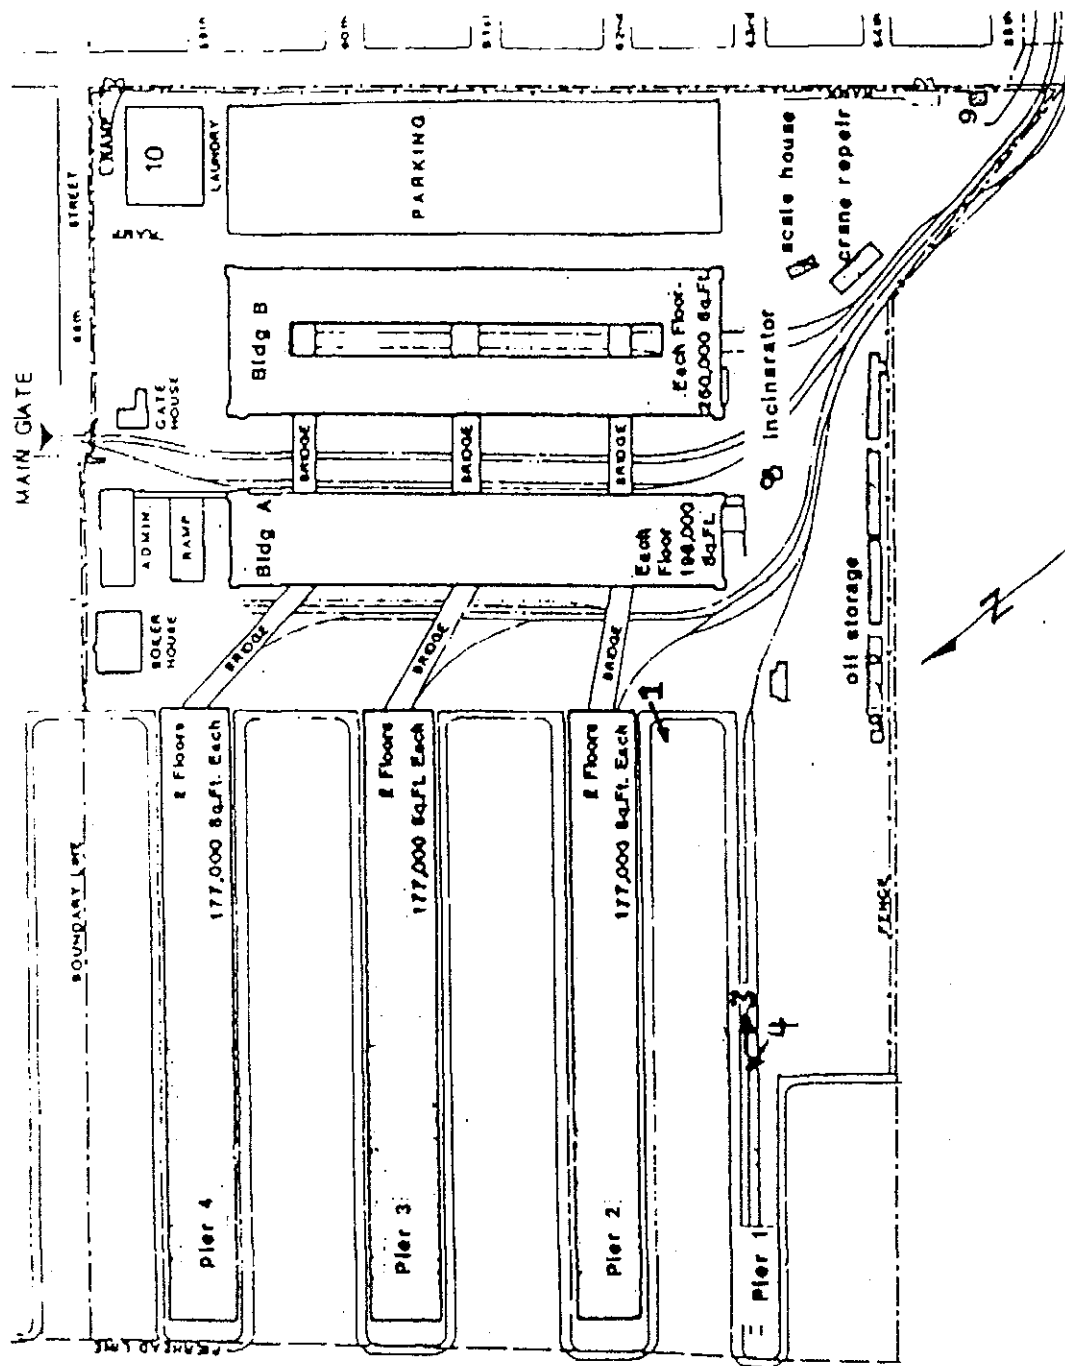 MAIN GATE
STREET
10
LAUNDRY
PARKING
scale house
crane repair
9
GATE
HOUSE
Bldg B
Each Floor-
260,000 Sq.Ft.
BRIDGE
BRIDGE
BRIDGE
incinerator
ADMIN.
RAMP
Bldg A
Each
Floor
198,000
Sq.Ft.
BOILER
HOUSE
BRIDGE
BRIDGE
BRIDGE
oil storage
N
2 Floors
177,000 Sq.Ft. Each
2 Floors
177,000 Sq.Ft. Each
2 Floors
177,000 Sq.Ft. Each
1
BOUNDARY LINE
FENCE
3
4
Pier 4
Pier 3
Pier 2
Pier 1
PIERHEAD LINE